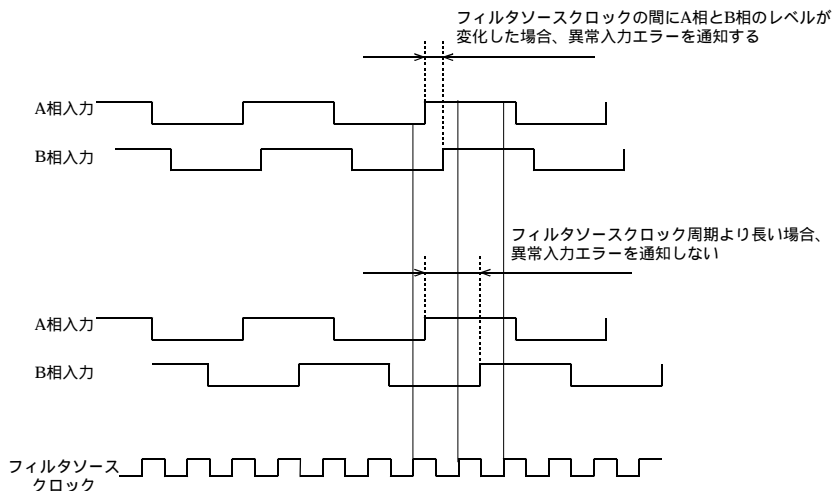 フィルタソースクロックの間にA相とB相のレベルが
変化した場合、異常入力エラーを通知する
A相入力
B相入力
フィルタソースクロック周期より長い場合、
異常入力エラーを通知しない
A相入力
B相入力
フィルタソース
クロック